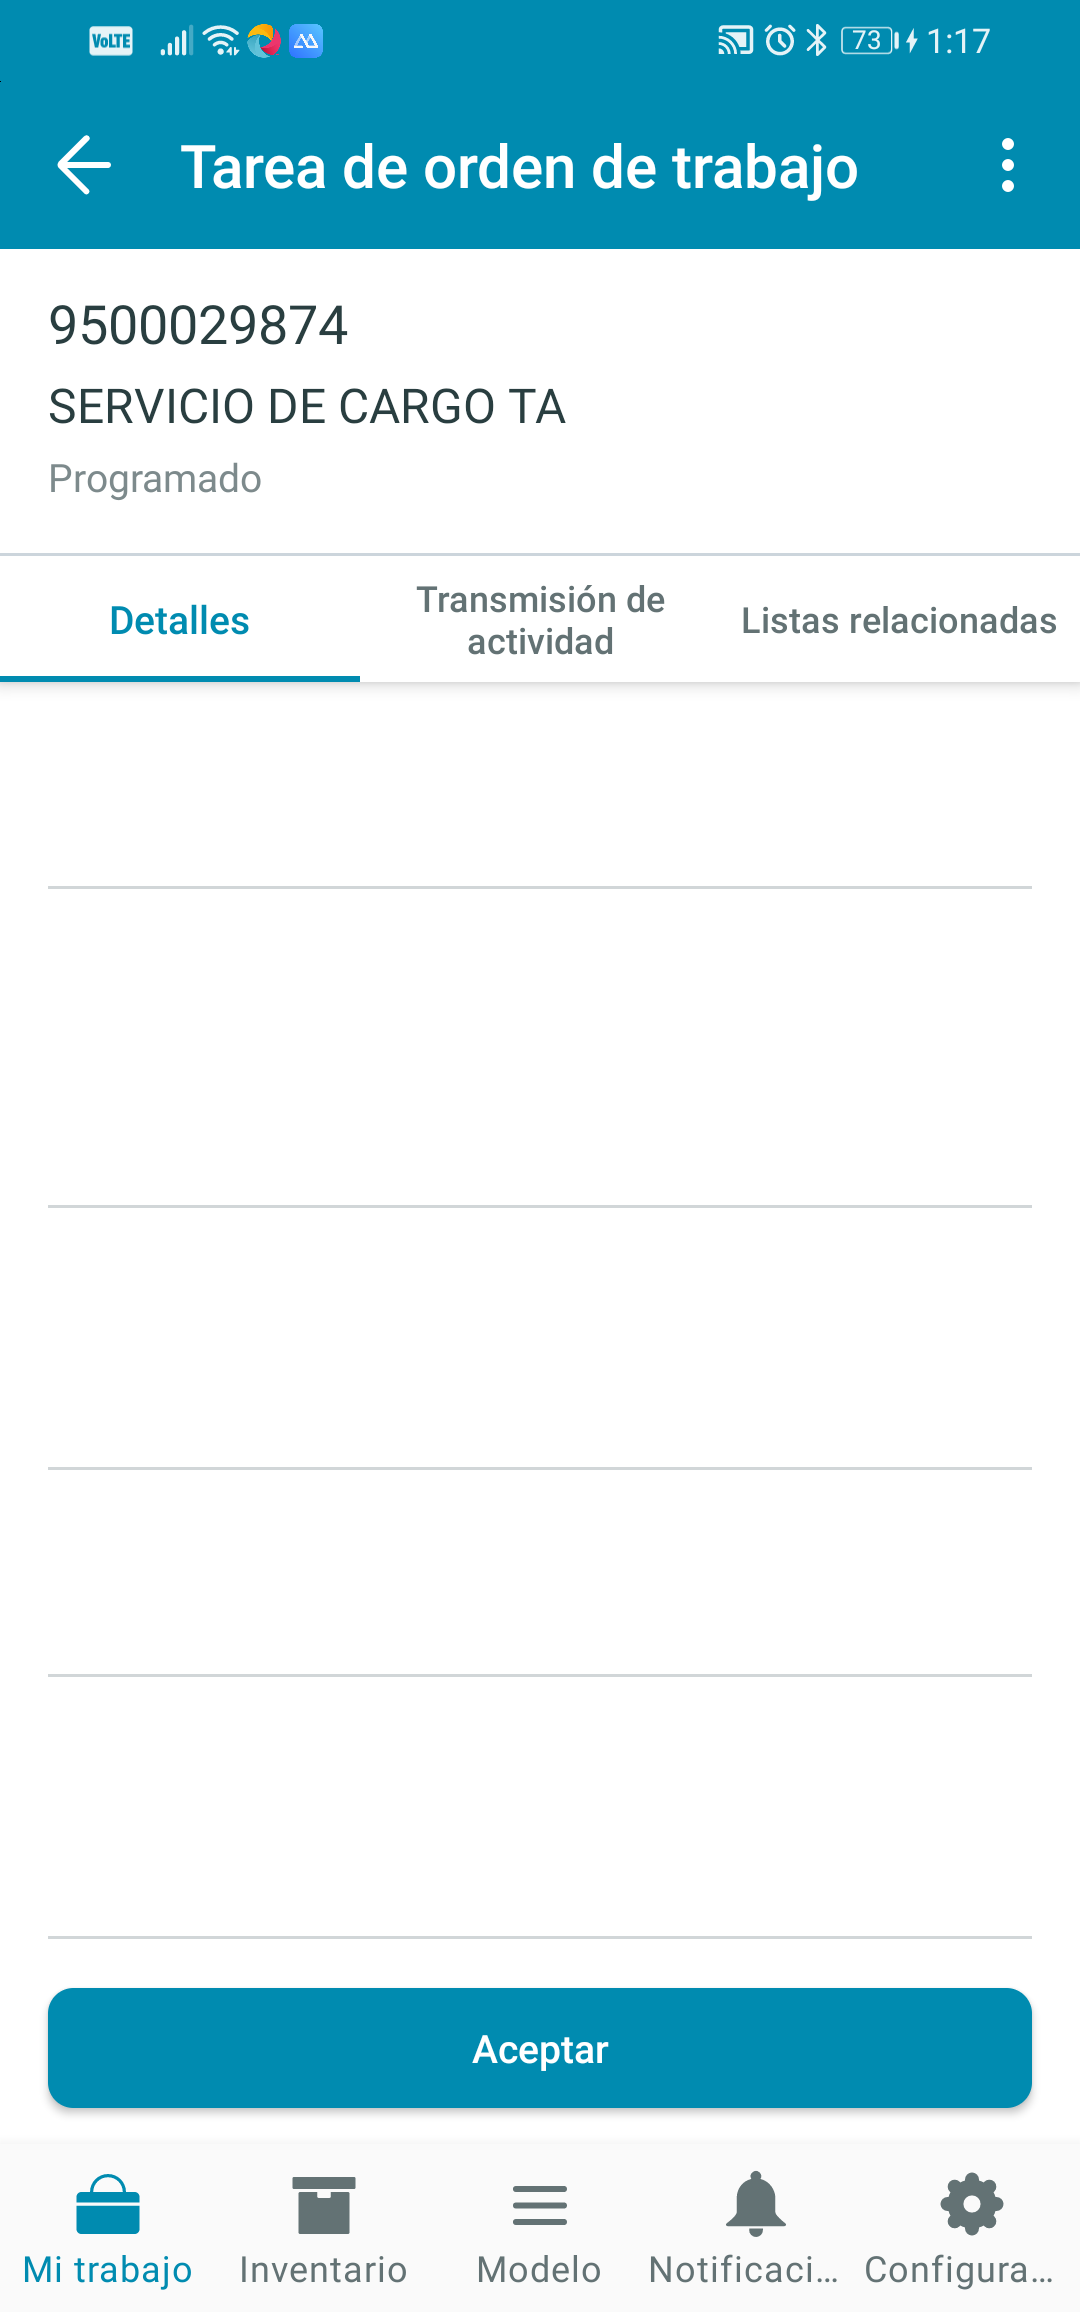 VoLTE 73 1:17
Tarea de orden de trabajo
9500029874
SERVICIO DE CARGO TA
Programado
Detalles
Transmisión de
actividad
Listas relacionadas
Aceptar
Mi trabajo Inventario Modelo Notificaci... Configura...